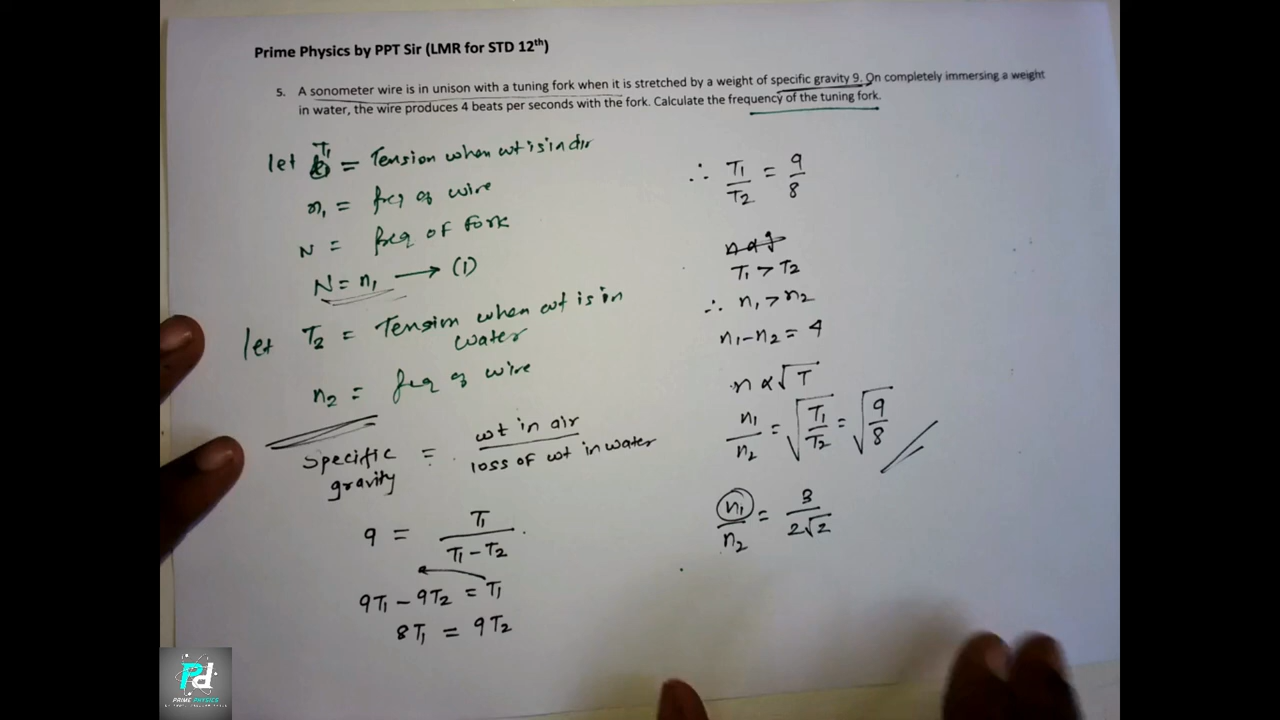 Prime Physics by PPT Sir (LMR for STD 12th)
5. A sonometer wire is in unison with a tuning fork when it is stretched by a weight of specific gravity 9. On completely immersing a weight
in water, the wire produces 4 beats per seconds with the fork. Calculate the frequency of the tuning fork.
let T₁ = Tension when wt is in air
n₁ = freq of wire
N = freq of fork
N = n₁ → (1)
let T₂ = Tension when wt is in
water
n₂ = freq of wire
specific gravity = wt in air / loss of wt in water
9 = T₁ / T₁ - T₂
9T₁ - 9T₂ = T₁
8T₁ = 9T₂
∴ T₁/T₂ = 9/8
T₁ > T₂
∴ n₁ > n₂
n₁ - n₂ = 4
n ∝ √T
n₁/n₂ = √T₁/T₂ = √9/8
n₁/n₂ = 3/2√2
Pd
PRIME PHYSICS